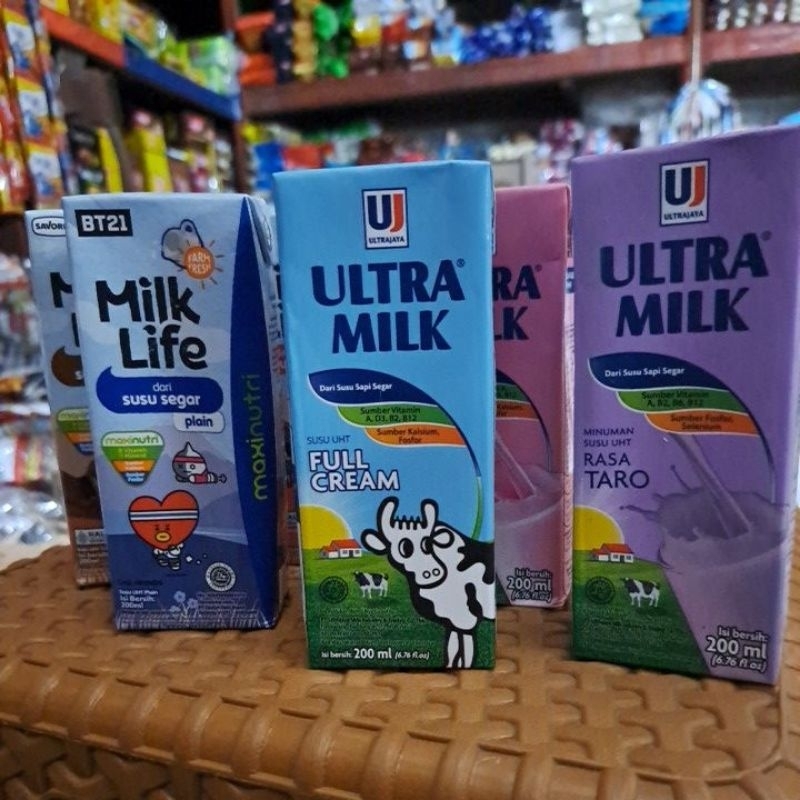 SAVORI
BT21
FARM
FRESH
Milk
Life
dari
susu segar
plain
maxinutri
maxinutri
Susu UHT Plain
Isi Bersih:
200ml
UJ
ULTRAJAYA
ULTRA®
MILK
Dari Susu Sapi Segar
Sumber Vitamin
A, D3, B2, B12
Sumber Kalsium,
Fosfor
SUSU UHT
FULL
CREAM
Isi bersih: 200 ml (6.76 fl.oz)
RA
LK
Isi bersih:
200 ml
(6.76 fl.oz)
UJ
ULTRAJAYA
ULTRA®
MILK
Dari Susu Sapi Segar
Sumber Vitamin
A, B2, B6, B12
Sumber Fosfor,
Selenium
MINUMAN
SUSU UHT
RASA
TARO
Isi bersih:
200 ml
(6.76 fl.oz)